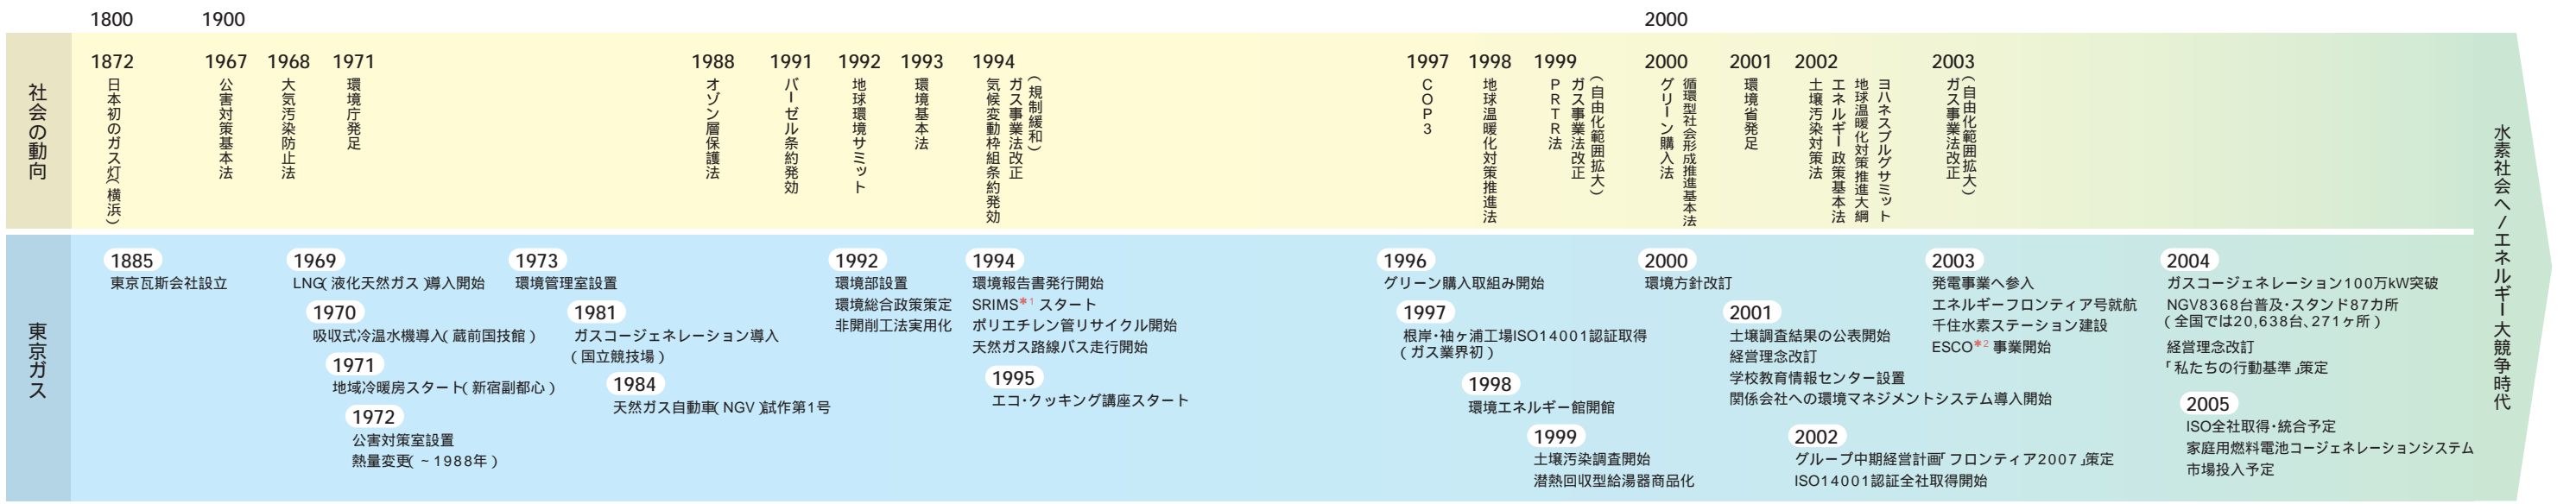 1800
1900
2000
社会の動向
1872
日本初のガス灯(横浜)
1967
公害対策基本法
1968
大気汚染防止法
1971
環境庁発足
1988
オゾン層保護法
1991
バーゼル条約発効
1992
地球環境サミット
1993
環境基本法
1994
(規制緩和)
ガス事業法改正
気候変動枠組条約発効
1997
COP3
1998
地球温暖化対策推進法
1999
(自由化範囲拡大)
ガス事業法改正
PRTR法
2000
循環型社会形成推進基本法
グリーン購入法
2001
環境省発足
2002
ヨハネスブルグサミット
地球温暖化対策推進大綱
エネルギー政策基本法
土壌汚染対策法
2003
(自由化範囲拡大)
ガス事業法改正
東京ガス
1885
東京瓦斯会社設立
1969
LNG(液化天然ガス)導入開始
1970
吸収式冷温水機導入(蔵前国技館)
1971
地域冷暖房スタート(新宿副都心)
1972
公害対策室設置
熱量変更(~1988年)
1973
環境管理室設置
1981
ガスコージェネレーション導入
(国立競技場)
1984
天然ガス自動車(NGV)試作第1号
1992
環境部設置
環境総合政策策定
非開削工法実用化
1994
環境報告書発行開始
SRIMS*1 スタート
ポリエチレン管リサイクル開始
天然ガス路線バス走行開始
1995
エコ・クッキング講座スタート
1996
グリーン購入取組み開始
1997
根岸・袖ヶ浦工場ISO14001認証取得
(ガス業界初)
1998
環境エネルギー館開館
1999
土壌汚染調査開始
潜熱回収型給湯器商品化
2000
環境方針改訂
2001
土壌調査結果の公表開始
経営理念改訂
学校教育情報センター設置
関係会社への環境マネジメントシステム導入開始
2002
グループ中期経営計画「フロンティア2007」策定
ISO14001認証全社取得開始
2003
発電事業へ参入
エネルギーフロンティア号就航
千住水素ステーション建設
ESCO*2 事業開始
2004
ガスコージェネレーション100万kW突破
NGV8368台普及・スタンド87カ所
(全国では20,638台、271ヶ所)
経営理念改訂
「私たちの行動基準」策定
2005
ISO全社取得・統合予定
家庭用燃料電池コージェネレーションシステム
市場投入予定
水素社会へ/エネルギー大競争時代